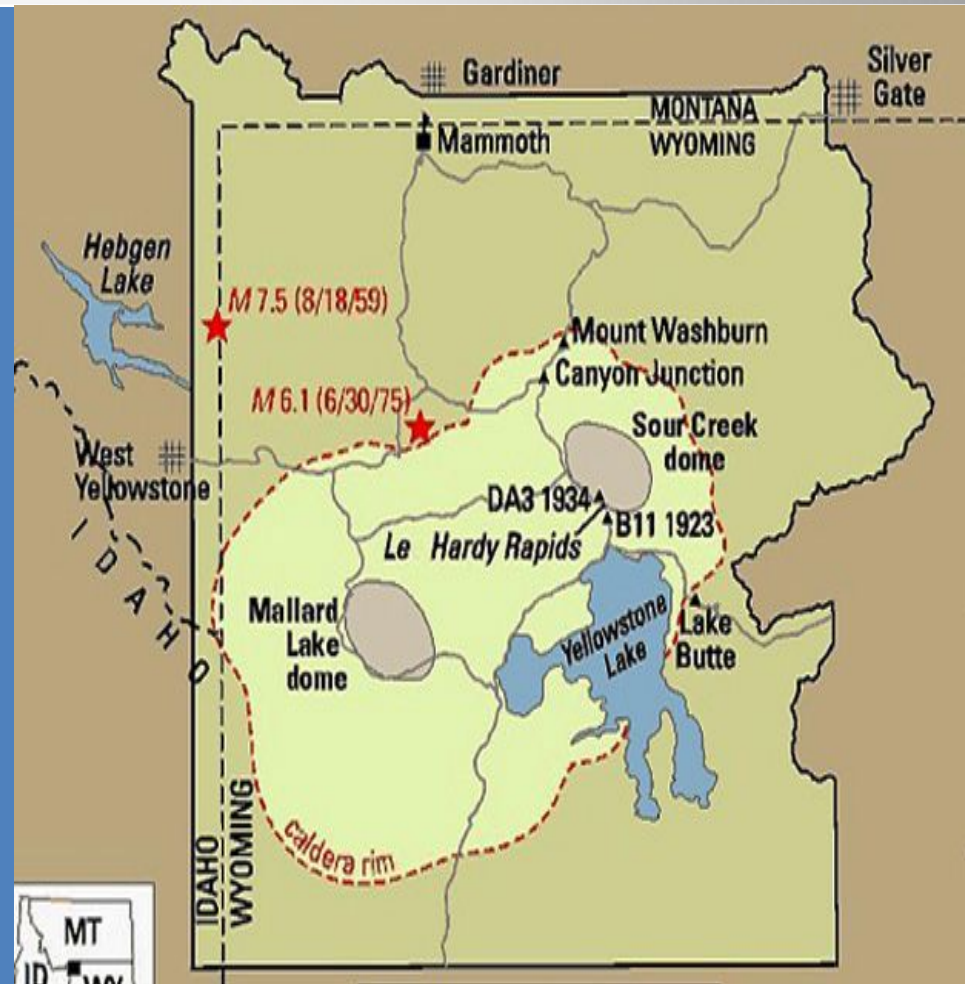 Gardiner
Silver
Gate
MONTANA
WYOMING
Mammoth
Hebgen
Lake
M 7.5 (8/18/59)
Mount Washburn
Canyon Junction
M 6.1 (6/30/75)
Sour Creek
dome
West
Yellowstone
DA3 1934
B11 1923
Le Hardy Rapids
IDAHO
Mallard
Lake
dome
Yellowstone
Lake
Lake
Butte
caldera rim
IDAHO
WYOMING
MT
ID
WY